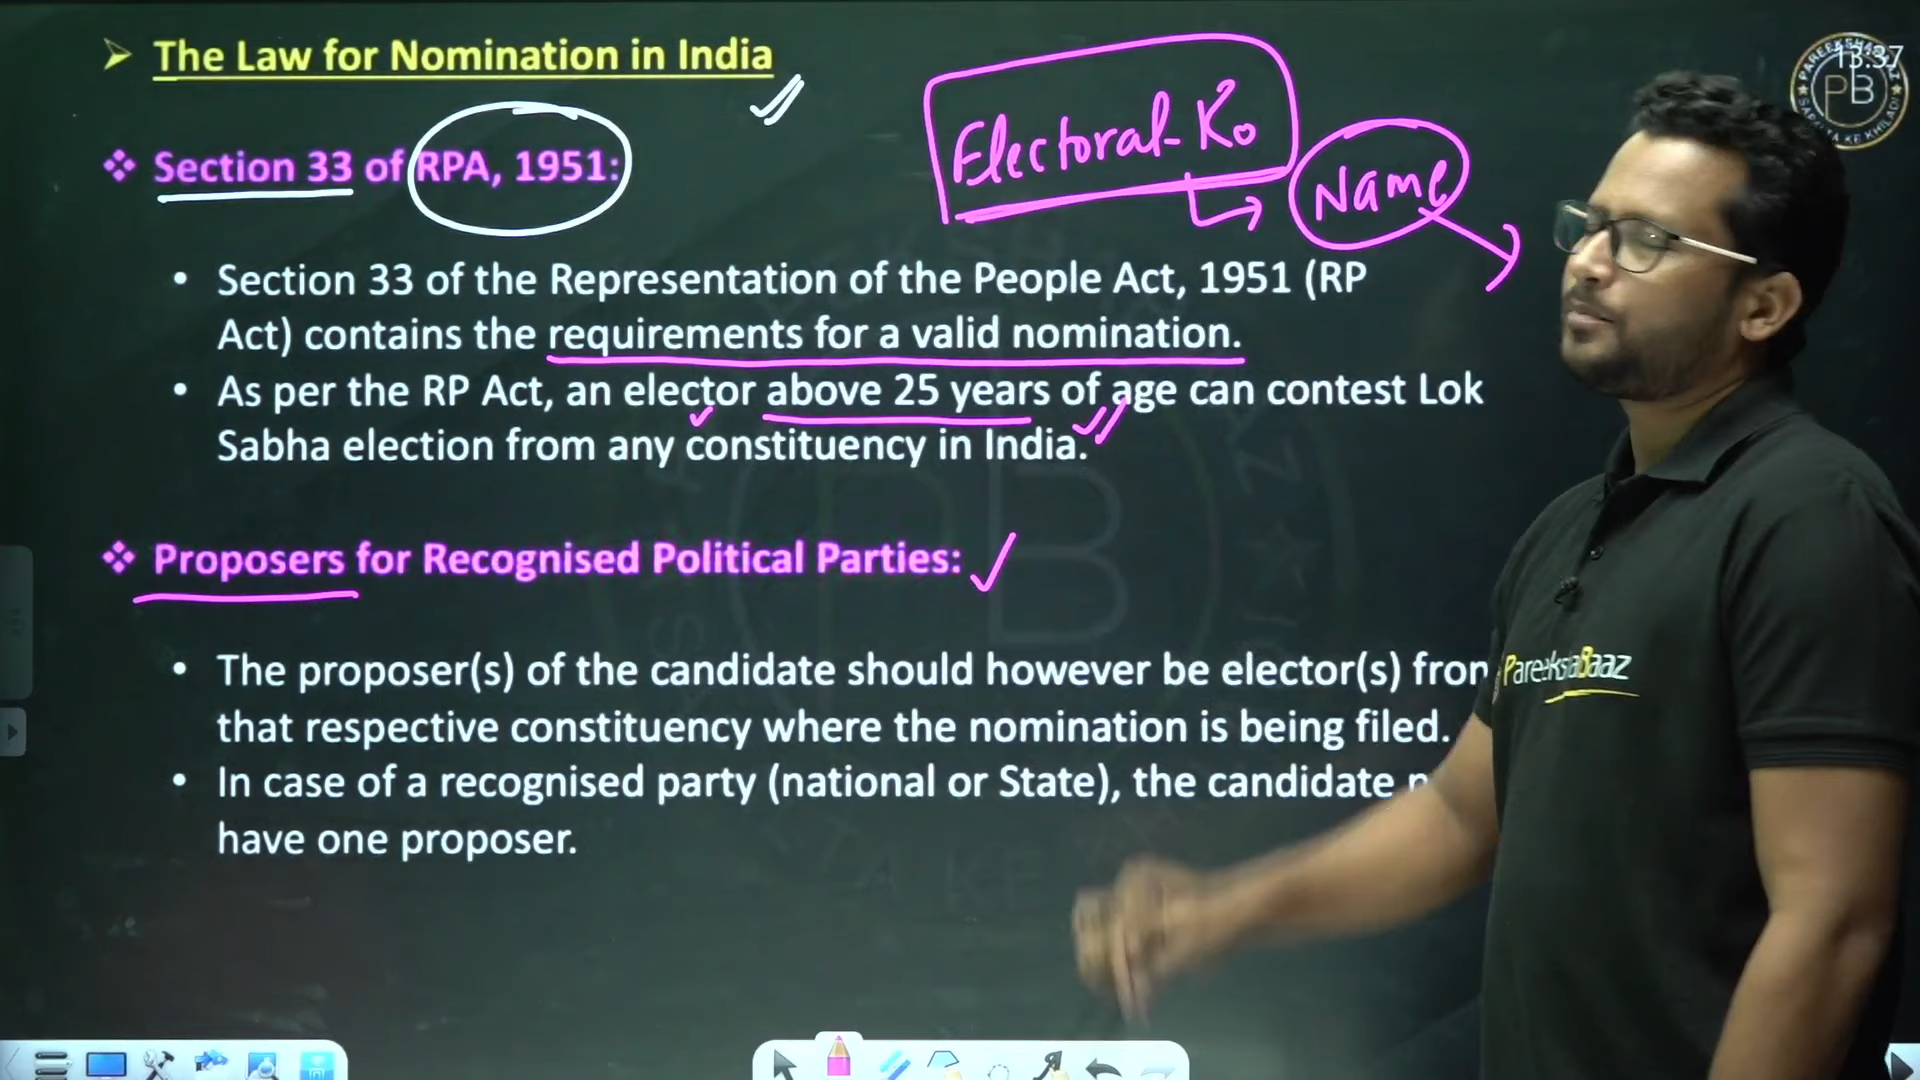 The Law for Nomination in India
Section 33 of RPA, 1951:
Electoral-Ro
Name
Section 33 of the Representation of the People Act, 1951 (RP
Act) contains the requirements for a valid nomination.
As per the RP Act, an elector above 25 years of age can contest Lok
Sabha election from any constituency in India.
Proposers for Recognised Political Parties:
The proposer(s) of the candidate should however be elector(s) from
that respective constituency where the nomination is being filed.
In case of a recognised party (national or State), the candidate
have one proposer.
13:37
PB
PareekshaBaaz